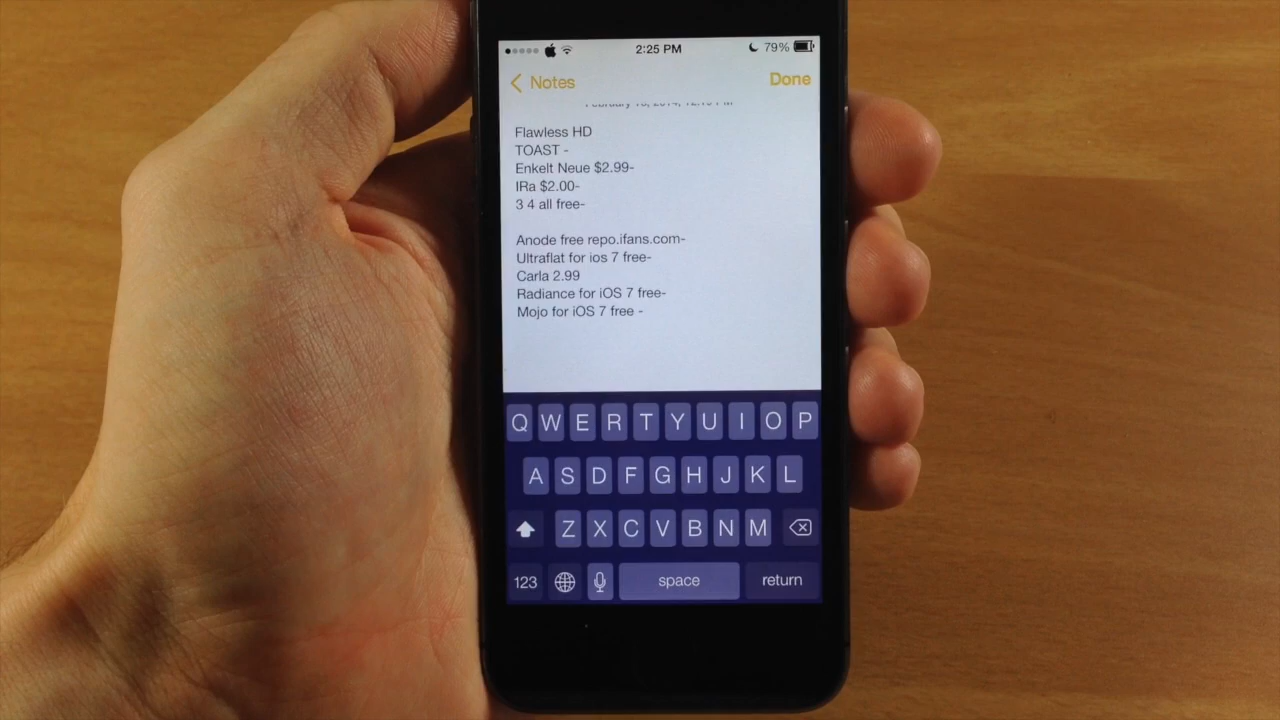 2:25 PM
79%
Notes
Done
Flawless HD
TOAST -
Enkelt Neue $2.99-
IRa $2.00-
3 4 all free-
Anode free repo.ifans.com-
Ultraflat for ios 7 free-
Carla 2.99
Radiance for iOS 7 free-
Mojo for iOS 7 free -
Q W E R T Y U I O P
A S D F G H J K L
Z X C V B N M
123 space return